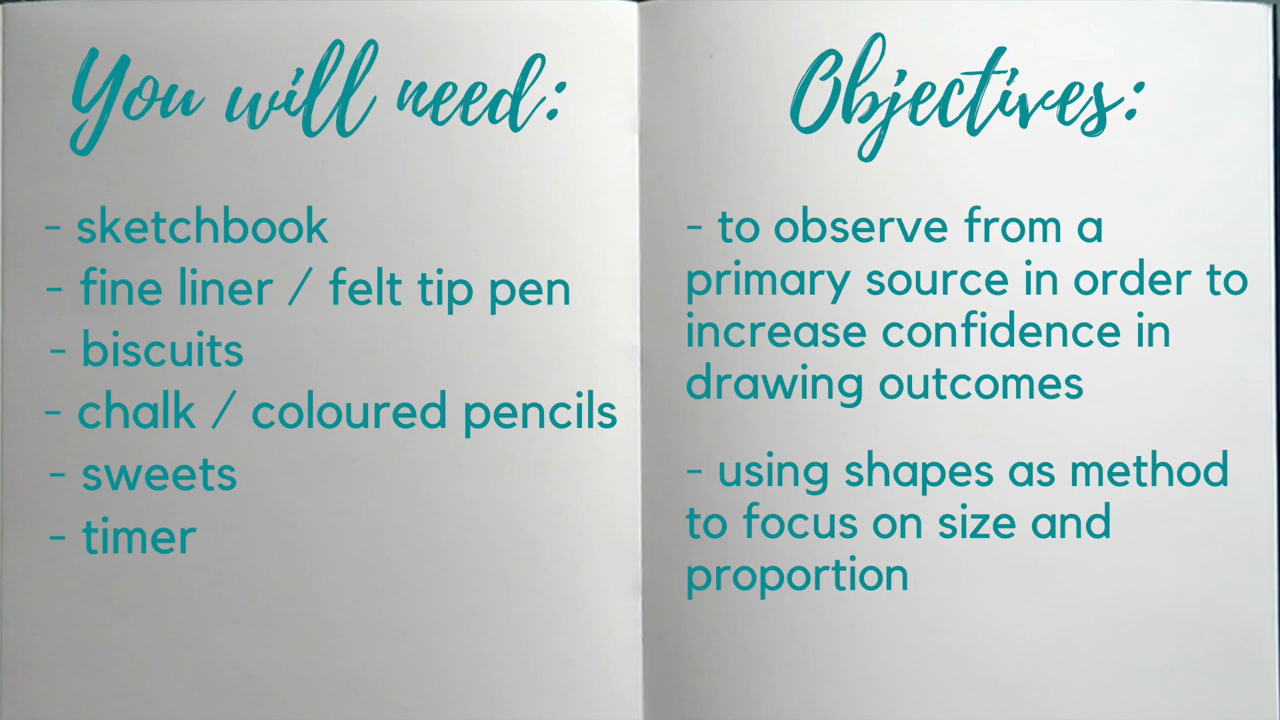 You will need:
- sketchbook
- fine liner / felt tip pen
- biscuits
- chalk / coloured pencils
- sweets
- timer
Objectives:
- to observe from a
primary source in order to
increase confidence in
drawing outcomes
- using shapes as method
to focus on size and
proportion